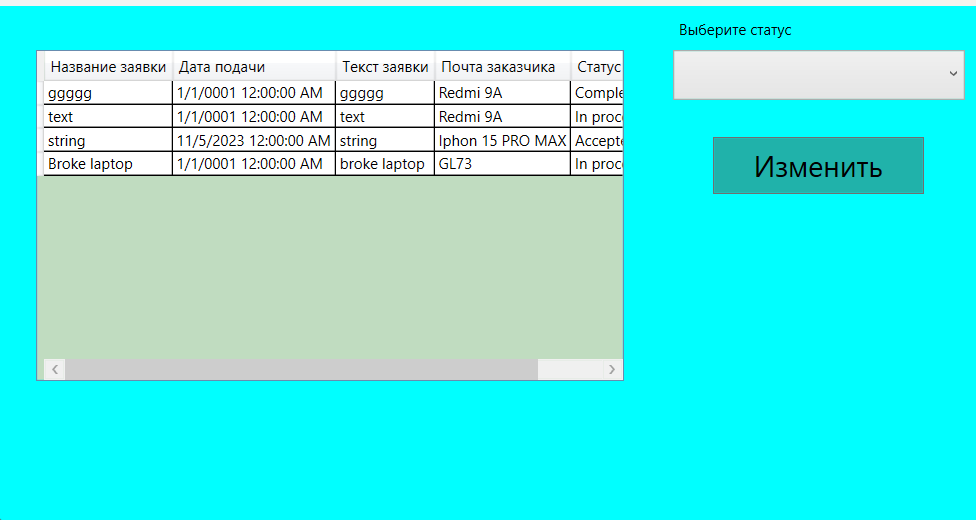 Выберите статус
Название заявки Дата подачи Текст заявки Почта заказчика Статус
ggggg 1/1/0001 12:00:00 AM ggggg Redmi 9A Comple
text 1/1/0001 12:00:00 AM text Redmi 9A In proc
string 11/5/2023 12:00:00 AM string Iphon 15 PRO MAX Accepte
Broke laptop 1/1/0001 12:00:00 AM broke laptop GL73 In proc
Изменить